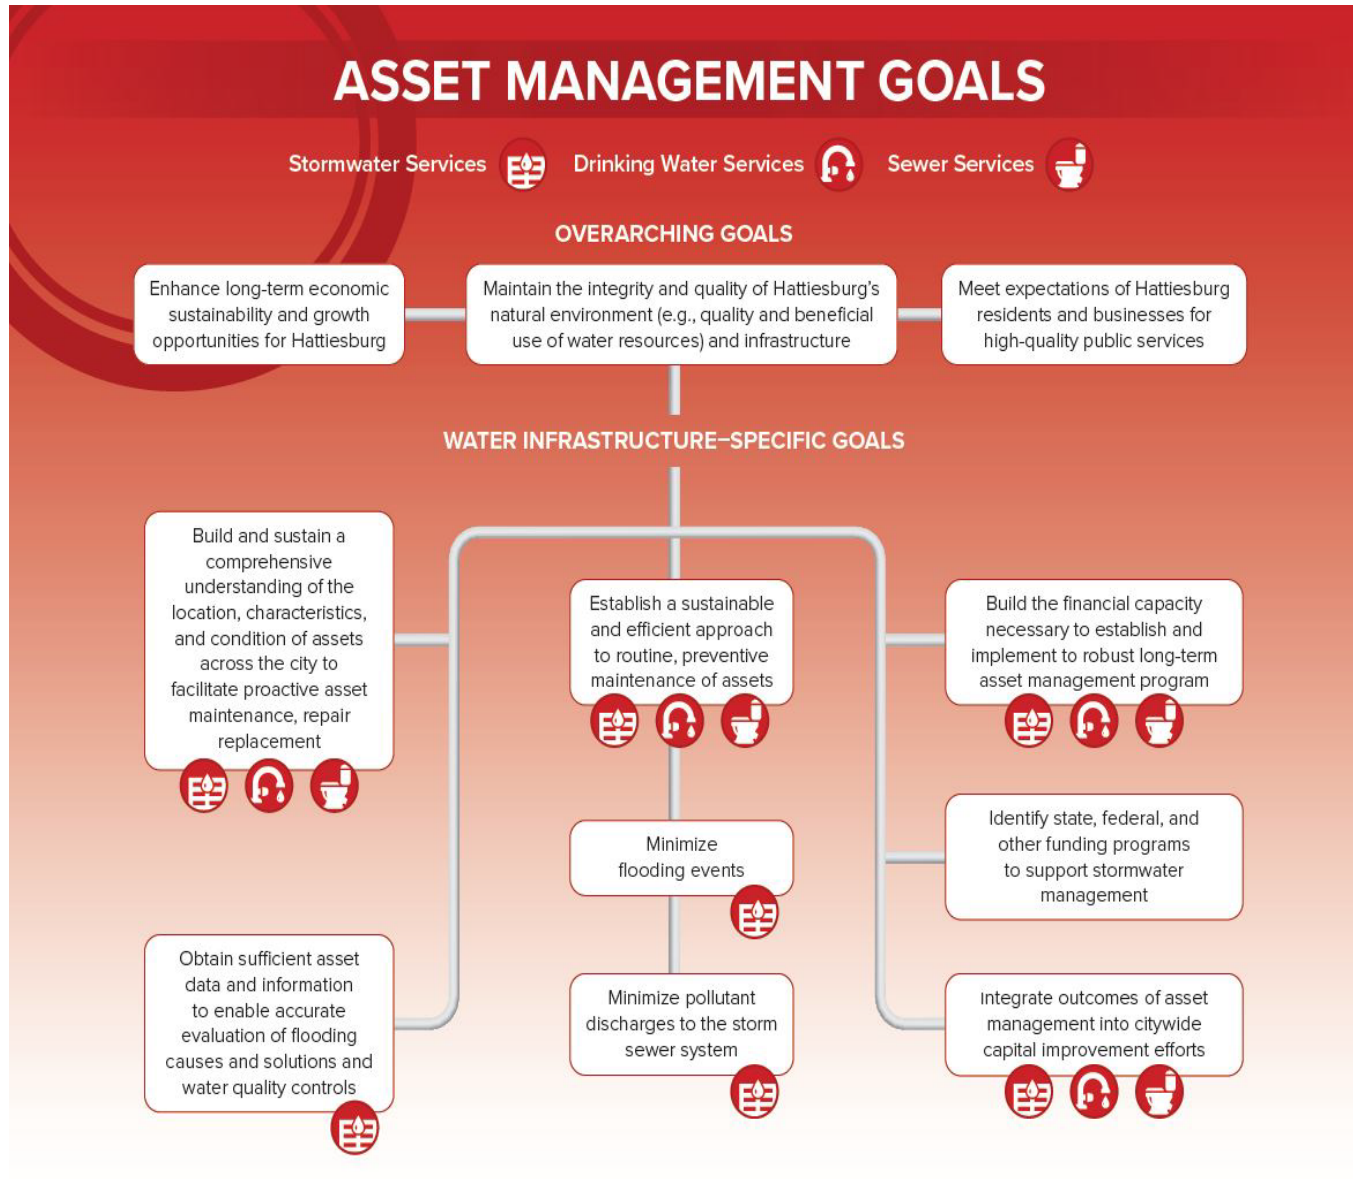 ASSET MANAGEMENT GOALS
Stormwater Services
Drinking Water Services
Sewer Services
OVERARCHING GOALS
Enhance long-term economic
sustainability and growth
opportunities for Hattiesburg
Maintain the integrity and quality of Hattiesburg's
natural environment (e.g., quality and beneficial
use of water resources) and infrastructure
Meet expectations of Hattiesburg
residents and businesses for
high-quality public services
WATER INFRASTRUCTURE–SPECIFIC GOALS
Build and sustain a
comprehensive
understanding of the
location, characteristics,
and condition of assets
across the city to
facilitate proactive asset
maintenance, repair
replacement
Obtain sufficient asset
data and information
to enable accurate
evaluation of flooding
causes and solutions and
water quality controls
Establish a sustainable
and efficient approach
to routine, preventive
maintenance of assets
Minimize
flooding events
Minimize pollutant
discharges to the storm
sewer system
Build the financial capacity
necessary to establish and
implement to robust long-term
asset management program
Identify state, federal, and
other funding programs
to support stormwater
management
Integrate outcomes of asset
management into citywide
capital improvement efforts